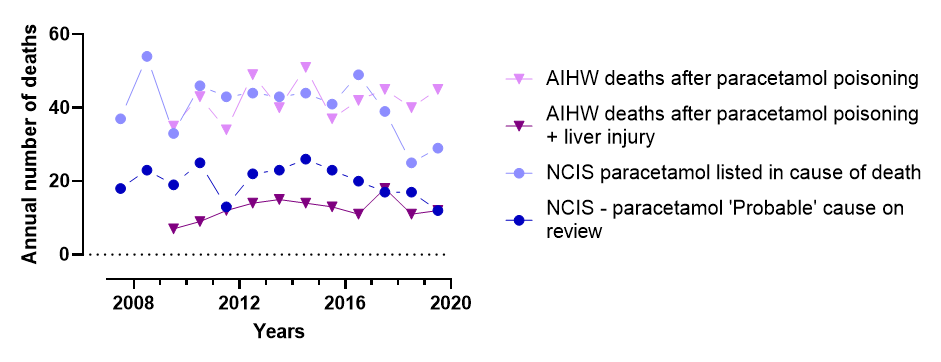 Annual number of deaths
60
40
20
0
2008
2012
2016
2020
Years
AIHW deaths after paracetamol poisoning
AIHW deaths after paracetamol poisoning
+ liver injury
NCIS paracetamol listed in cause of death
NCIS - paracetamol 'Probable' cause on
review